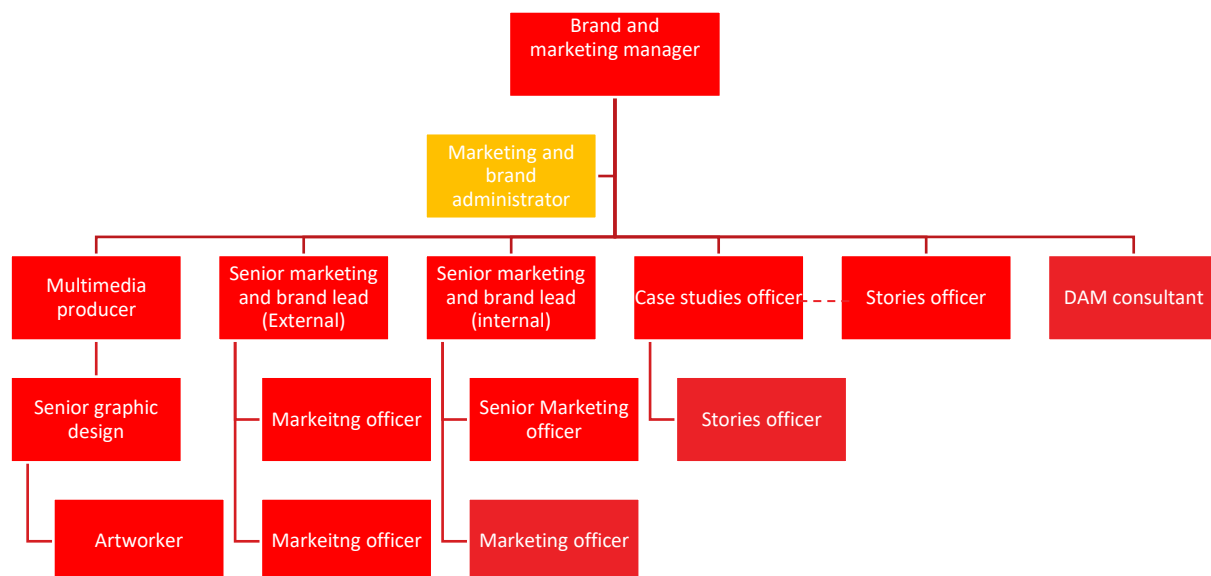 Brand and
marketing manager
Marketing and
brand
administrator
Multimedia
producer
Senior marketing
and brand lead
(External)
Senior marketing
and brand lead
(internal)
Case studies officer
Stories officer
DAM consultant
Senior graphic
design
Markeitng officer
Senior Marketing
officer
Stories officer
Artworker
Markeitng officer
Marketing officer